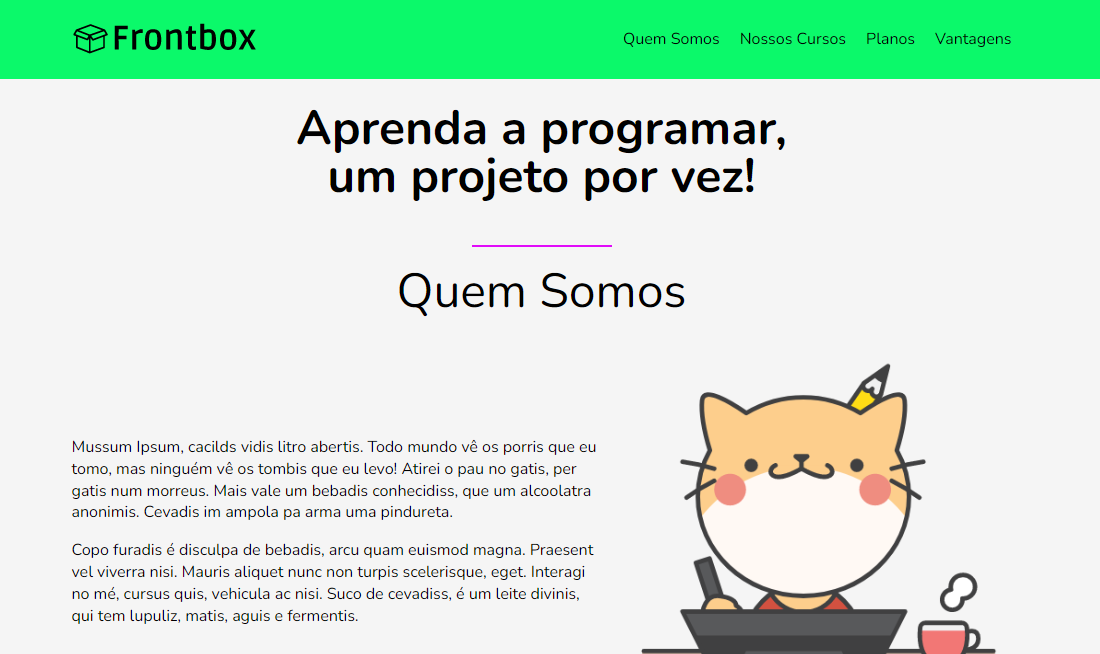 Frontbox
Quem Somos Nossos Cursos Planos Vantagens
Aprenda a programar,
um projeto por vez!
Quem Somos
Mussum Ipsum, cacilds vidis litro abertis. Todo mundo vê os porris que eu
tomo, mas ninguém vê os tombis que eu levo! Atirei o pau no gatis, per
gatis num morreus. Mais vale um bebadis conhecidiss, que um alcoolatra
anonimis. Cevadis im ampola pa arma uma pindureta.
Copo furadis é disculpa de bebadis, arcu quam euismod magna. Praesent
vel viverra nisi. Mauris aliquet nunc non turpis scelerisque, eget. Interagi
no mé, cursus quis, vehicula ac nisi. Suco de cevadiss, é um leite divinis,
qui tem lupuliz, matis, aguis e fermentis.